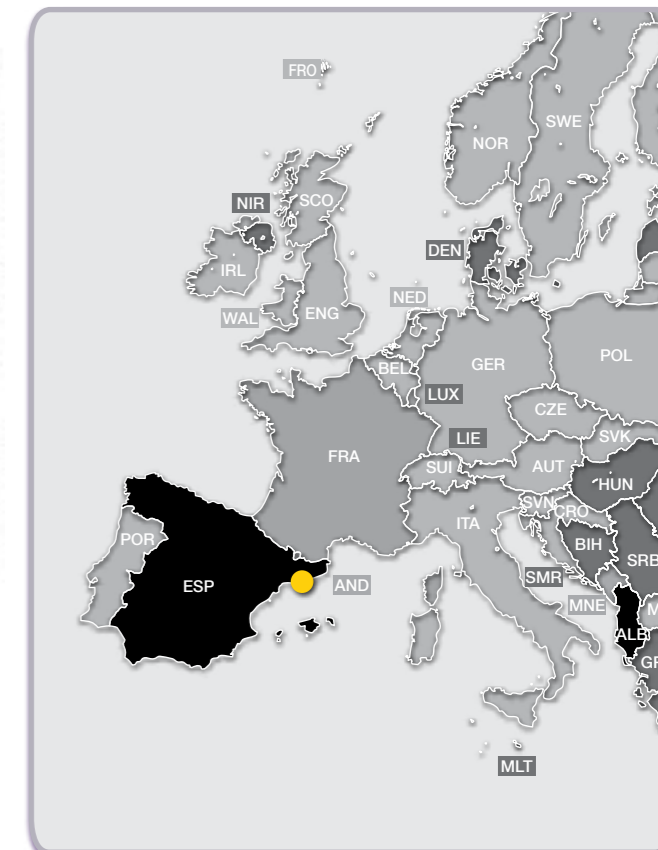 FRO
SWE
NOR
NIR
SCO
DEN
IRL
NED
WAL
ENG
POL
GER
BEL
LUX
CZE
LIE
SVK
FRA
SUI
AUT
HUN
SVN
CRO
ITA
POR
BIH
SRB
ESP
AND
SMR
MNE
M
ALB
GR
MLT